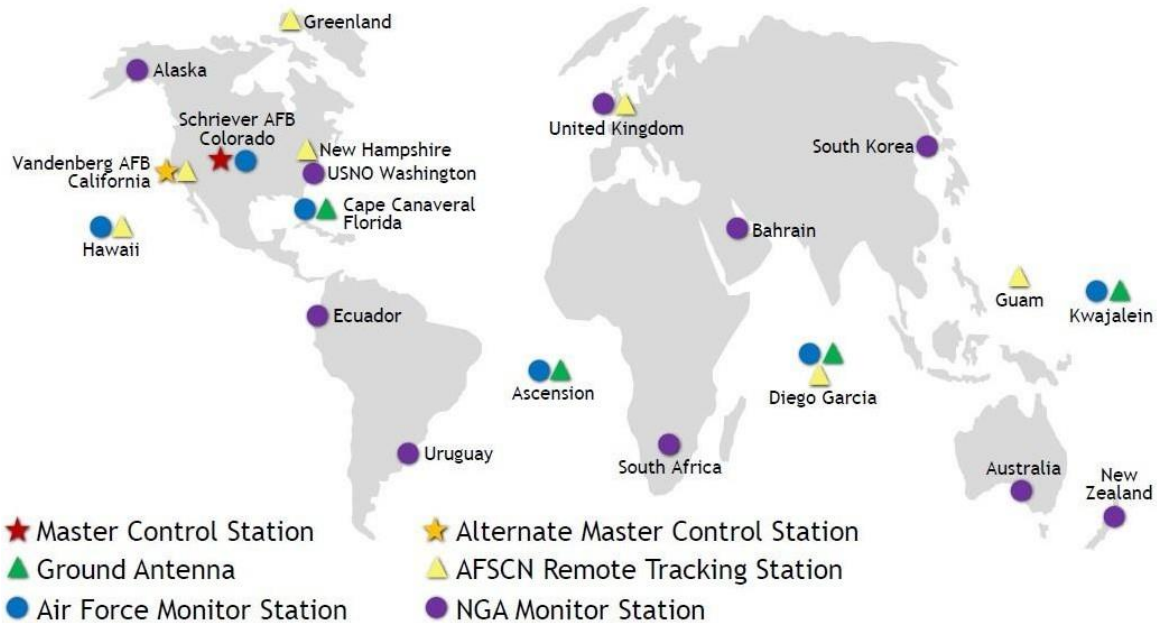 Greenland
Alaska
Schriever AFB
Colorado
Vandenberg AFB
California
New Hampshire
USNO Washington
Cape Canaveral
Florida
Hawaii
United Kingdom
South Korea
Bahrain
Guam
Kwajalein
Ecuador
Ascension
Diego Garcia
Uruguay
South Africa
Australia
New
Zealand
Master Control Station
Alternate Master Control Station
Ground Antenna
AFSCN Remote Tracking Station
Air Force Monitor Station
NGA Monitor Station